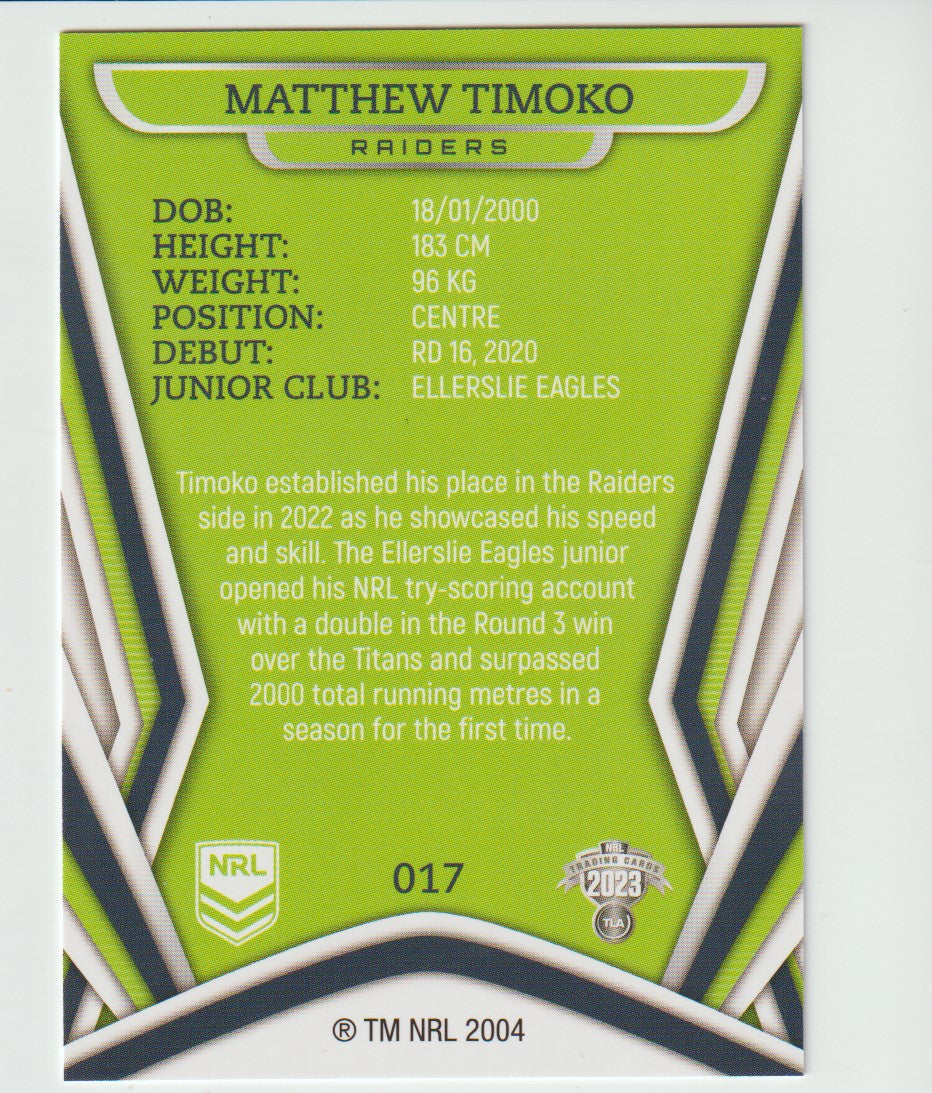 MATTHEW TIMOKO
RAIDERS
DOB: 18/01/2000
HEIGHT: 183 CM
WEIGHT: 96 KG
POSITION: CENTRE
DEBUT: RD 16, 2020
JUNIOR CLUB: ELLERSLIE EAGLES
Timoko established his place in the Raiders
side in 2022 as he showcased his speed
and skill. The Ellerslie Eagles junior
opened his NRL try-scoring account
with a double in the Round 3 win
over the Titans and surpassed
2000 total running metres in a
season for the first time.
NRL
017
NRL
TRADING CARDS
2023
TLA
® TM NRL 2004